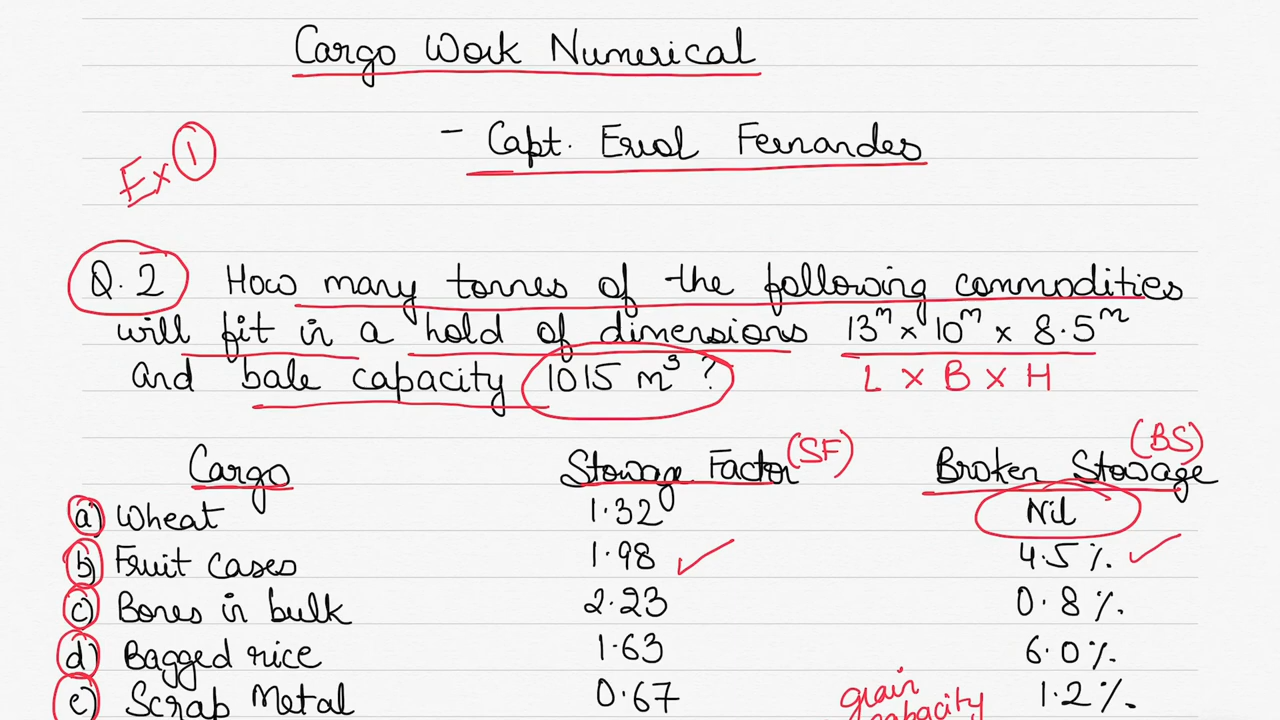 Cargo Work Numerical
- Capt. Errol Fernandes
Ex 1
Q.2 How many tonnes of the following commodities
will fit in a hold of dimensions 13m x 10m x 8.5m
and bale capacity 1015 m³ ? L x B x H
Cargo Stowage Factor (SF) Broken Stowage (BS)
a) Wheat 1.32 Nil
b) Fruit cases 1.98 4.5 %.
c) Bones in bulk 2.23 0.8 %.
d) Bagged rice 1.63 6.0 %.
e) Scrap Metal 0.67 1.2 %.
grain
capacity